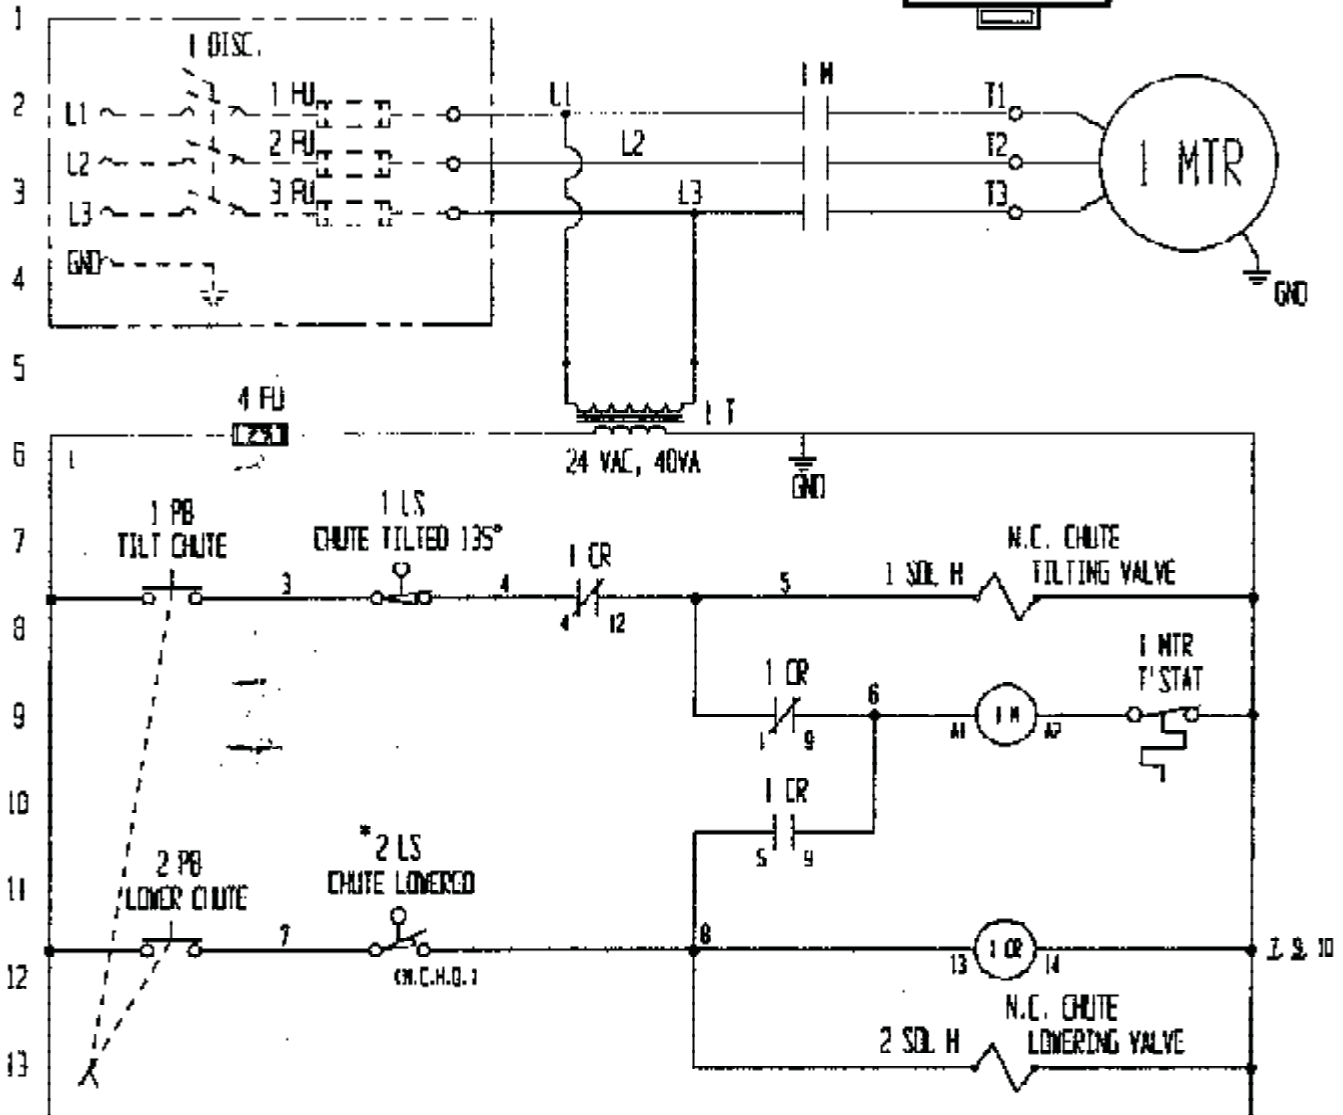 1
1 DISC.
2
L1
1 FU
L1
1 M
T1
L2
2 FU
L2
T2
1 MTR
3
L3
3 FU
L3
T3
GND
4
GND
5
4 FU
1 T
6
1
24 VAC, 40VA
GND
1 PB
TILT CHUTE
1 LS
CHUTE TILTED 135°
7
1 CR
N.C. CHUTE
TILTING VALVE
1 SOL H
3
4
5
4 12
8
1 CR
6
1 MTR
T'STAT
9
1 9
A1
1 M
A2
1 CR
10
5 9
* 2 LS
CHUTE LOWERED
2 PB
LOWER CHUTE
11
7
8
1 CR
7, 9, 10
(N.C.H.O.)
13
14
12
N.C. CHUTE
LOWERING VALVE
2 SOL H
13